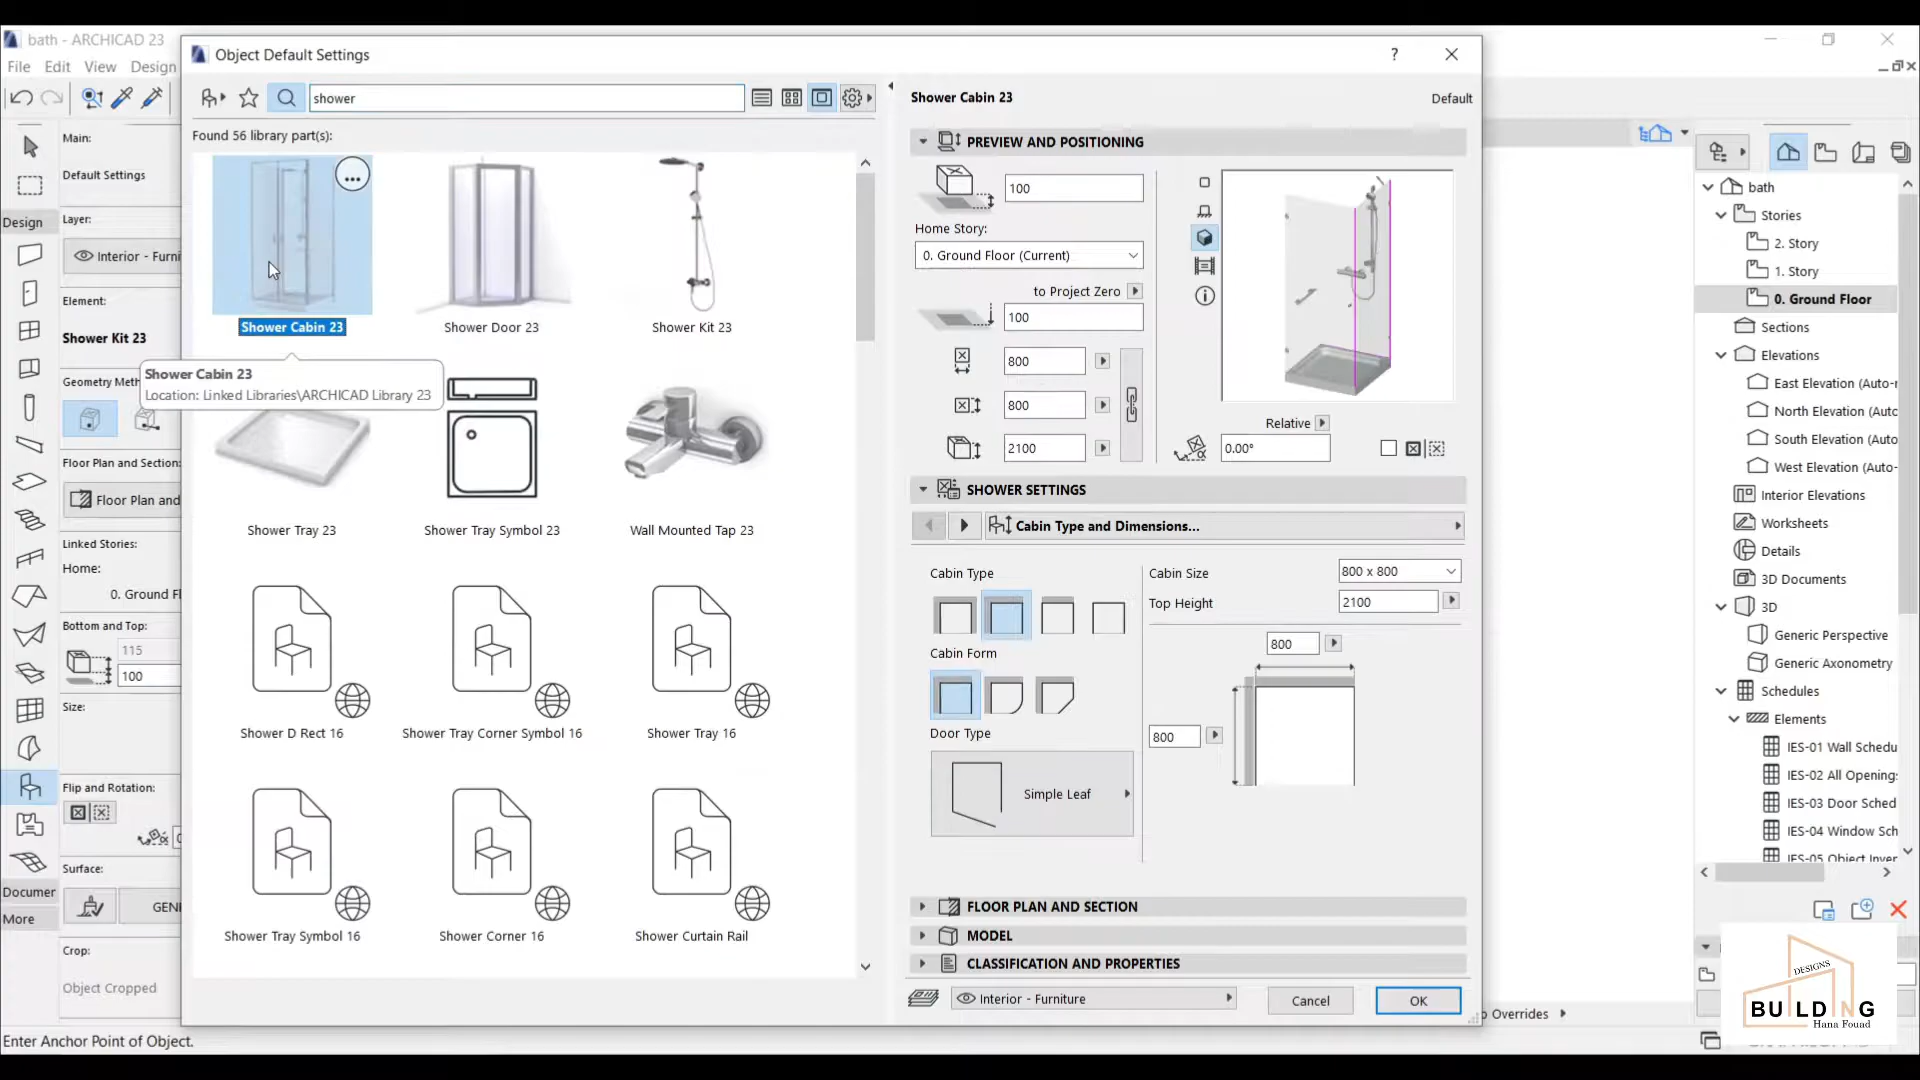 bath - ARCHICAD 23
File Edit View Design
Main:
Default Settings
Layer:
Interior - Furni
Element:
Shower Kit 23
Geometry Meth
Floor Plan and Section:
Floor Plan and
Linked Stories:
Home:
0. Ground Fl
Bottom and Top:
115
100
Size:
Flip and Rotation:
Surface:
GENE
Crop:
Object Cropped
Design
Documer
More
Enter Anchor Point of Object.
Object Default Settings
?
shower
Found 56 library part(s):
Shower Cabin 23
Shower Door 23
Shower Kit 23
Shower Cabin 23
Location: Linked Libraries\ARCHICAD Library 23
Shower Tray 23
Shower Tray Symbol 23
Wall Mounted Tap 23
Shower D Rect 16
Shower Tray Corner Symbol 16
Shower Tray 16
Shower Tray Symbol 16
Shower Corner 16
Shower Curtain Rail
Shower Cabin 23
Default
PREVIEW AND POSITIONING
100
Home Story:
0. Ground Floor (Current)
to Project Zero
100
800
800
2100
Relative
0.00°
SHOWER SETTINGS
Cabin Type and Dimensions...
Cabin Type
Cabin Size
800 x 800
Top Height
2100
Cabin Form
800
Door Type
800
Simple Leaf
FLOOR PLAN AND SECTION
MODEL
CLASSIFICATION AND PROPERTIES
Interior - Furniture
Cancel
OK
bath
Stories
2. Story
1. Story
0. Ground Floor
Sections
Elevations
East Elevation (Auto-r
North Elevation (Autc
South Elevation (Auto
West Elevation (Auto-
Interior Elevations
Worksheets
Details
3D Documents
3D
Generic Perspective
Generic Axonometry
Schedules
Elements
IES-01 Wall Schedu
IES-02 All Opening:
IES-03 Door Sched
IES-04 Window Sch
IES-05 Object Inver
Overrides
DESIGNS
BUILDING
Hana Fouad